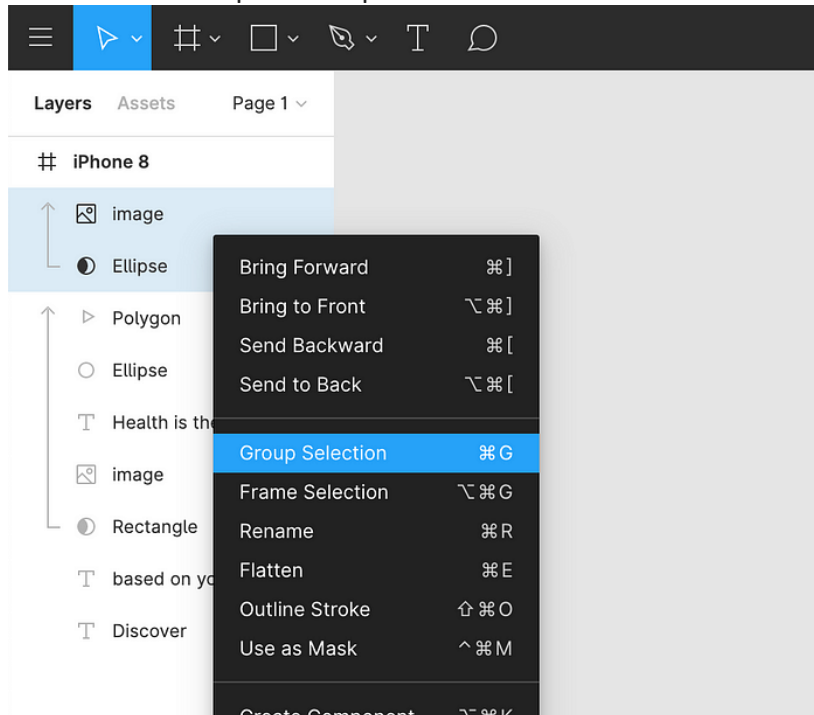 Layers Assets Page 1
iPhone 8
image
Ellipse
Polygon
Ellipse
Health is the
image
Rectangle
based on yo
Discover
Bring Forward ⌘]
Bring to Front ⌥⌘]
Send Backward ⌘[
Send to Back ⌥⌘[
Group Selection ⌘G
Frame Selection ⌥⌘G
Rename ⌘R
Flatten ⌘E
Outline Stroke ⇧⌘O
Use as Mask ^⌘M
Create Component ⌥⌘K